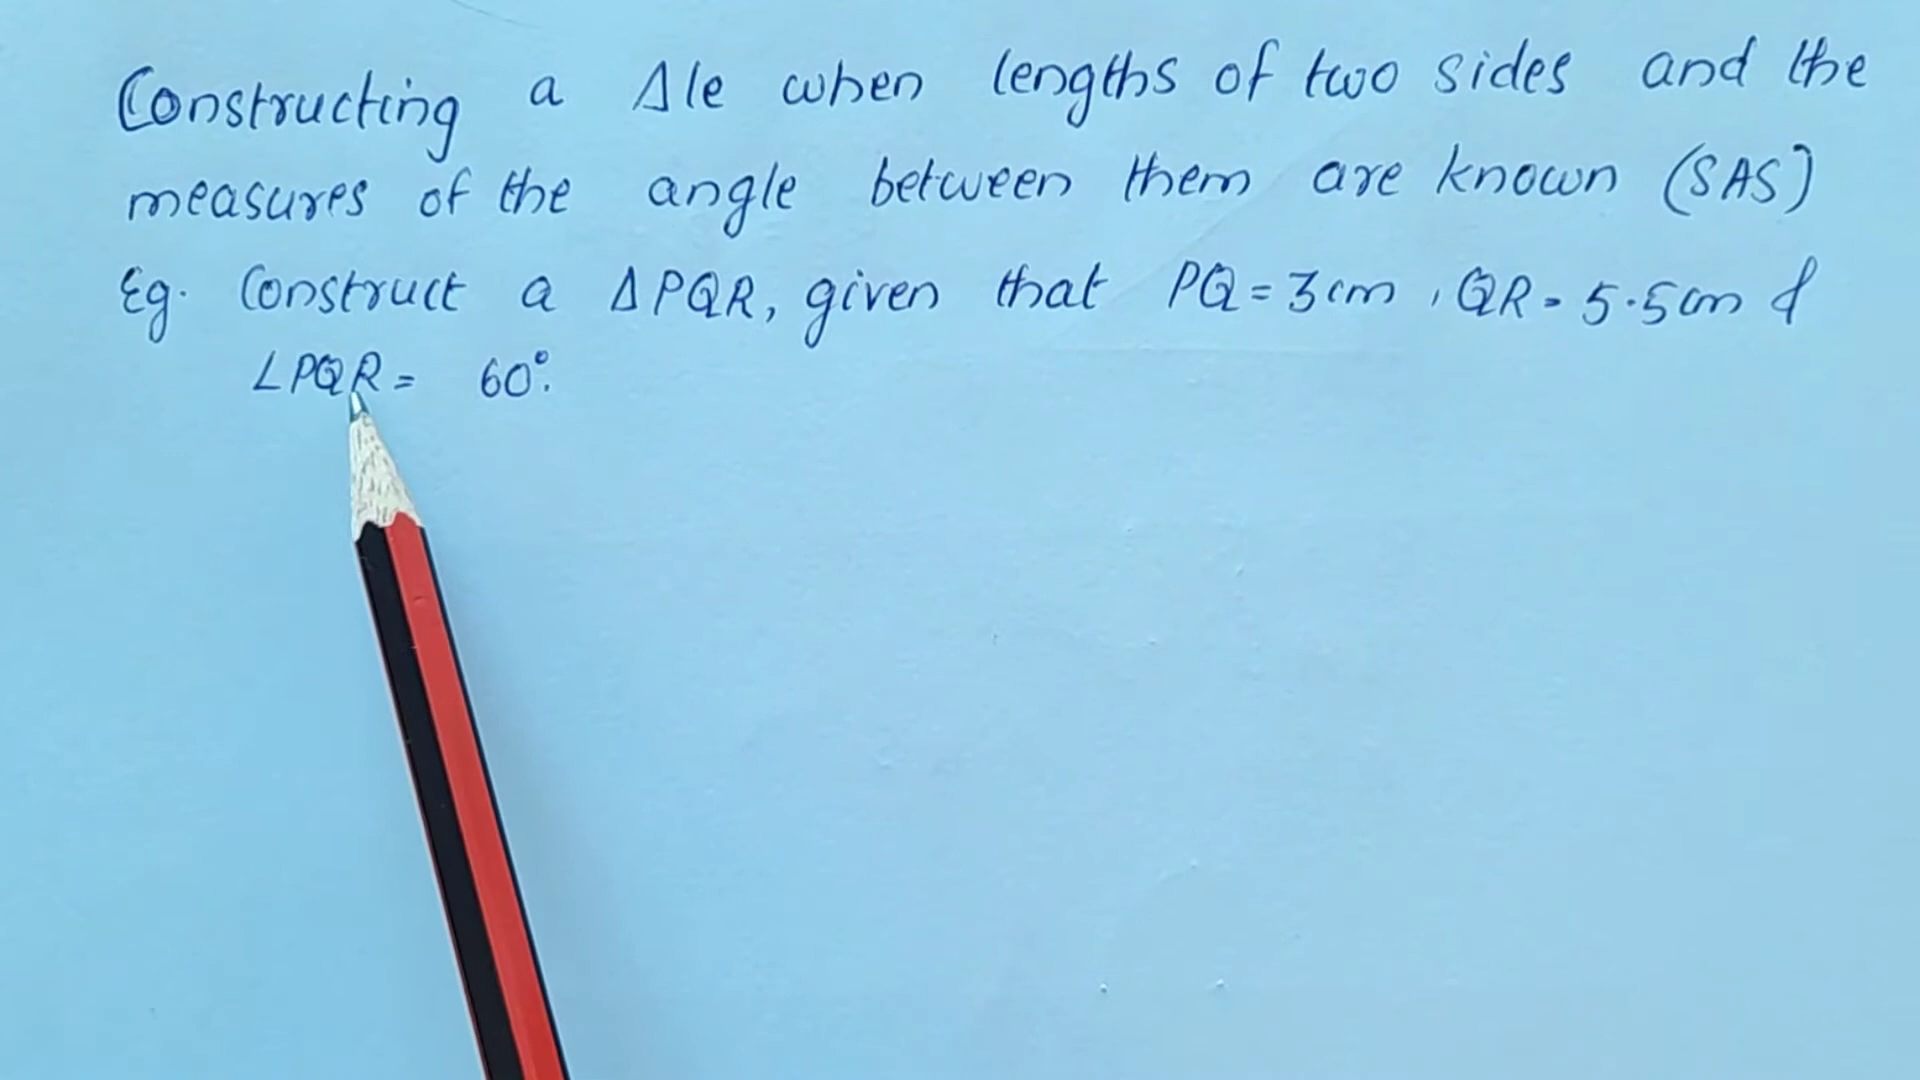 Constructing a Δle when lengths of two sides and the
measures of the angle between them are known (SAS)
Eg. Construct a ΔPQR, given that PQ = 3cm, QR = 5.5cm &
∠PQR = 60°.